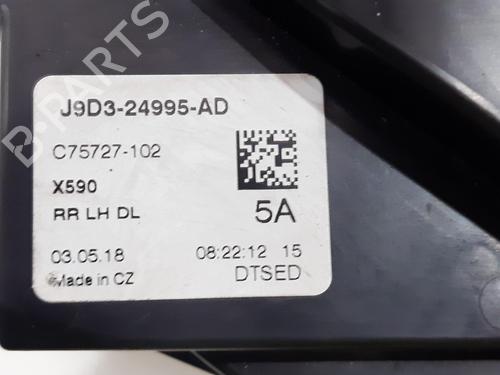 J9D3-24995-AD
C75727-102
X590
RR LH DL
5A
03.05.18 08:22:12 15
Made in CZ DTSED